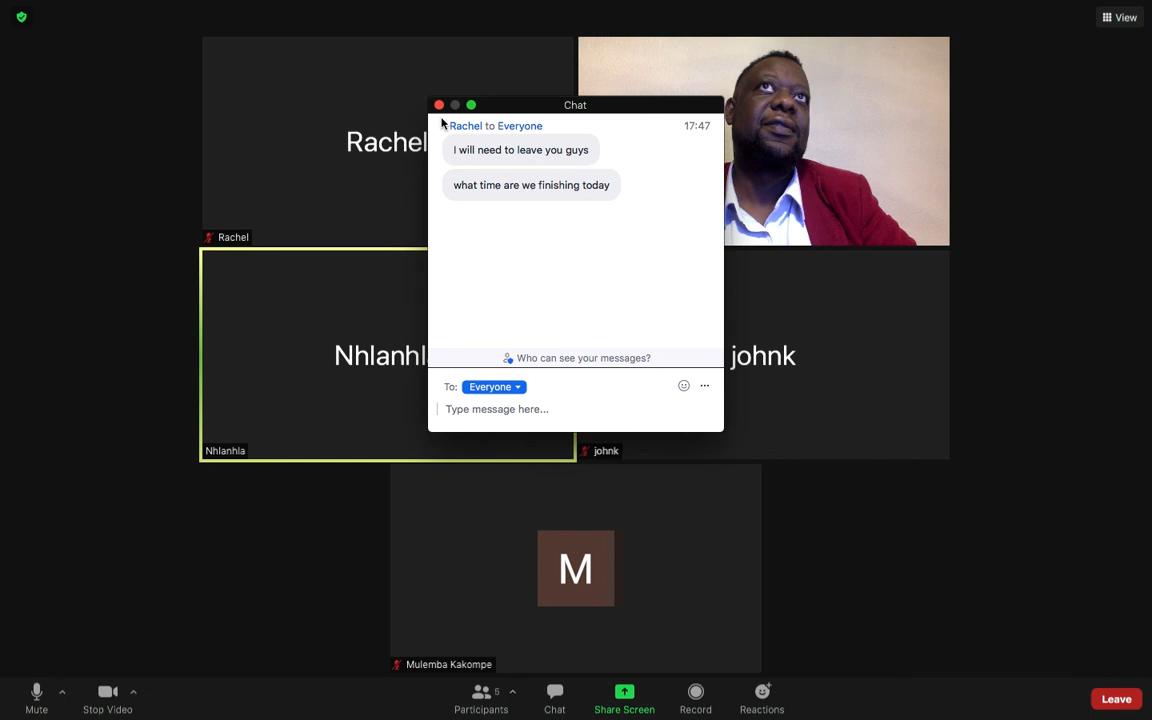 View
Rachel
Chat
Rachel to Everyone 17:47
I will need to leave you guys
what time are we finishing today
Rachel
Nhlanhl
johnk
Who can see your messages?
To: Everyone
Type message here...
Nhlanhla
johnk
M
Mulemba Kakompe
Mute
Stop Video
Participants
5
Chat
Share Screen
Record
Reactions
Leave